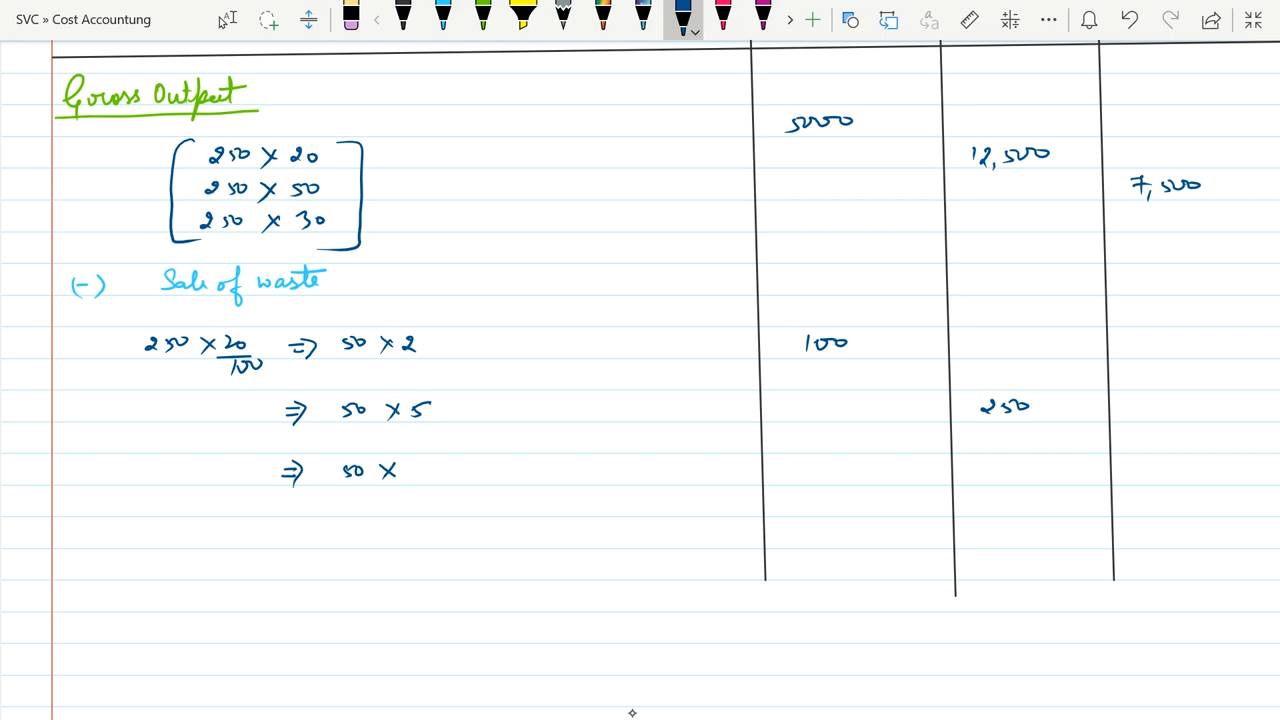 SVC » Cost Accountung
Gross Output
5000
250 × 20
12,500
250 × 50
7,500
250 × 30
(-) Sale of waste
250 × 20/100 ⇒ 50 × 2
100
⇒ 50 × 5
250
⇒ 50 ×